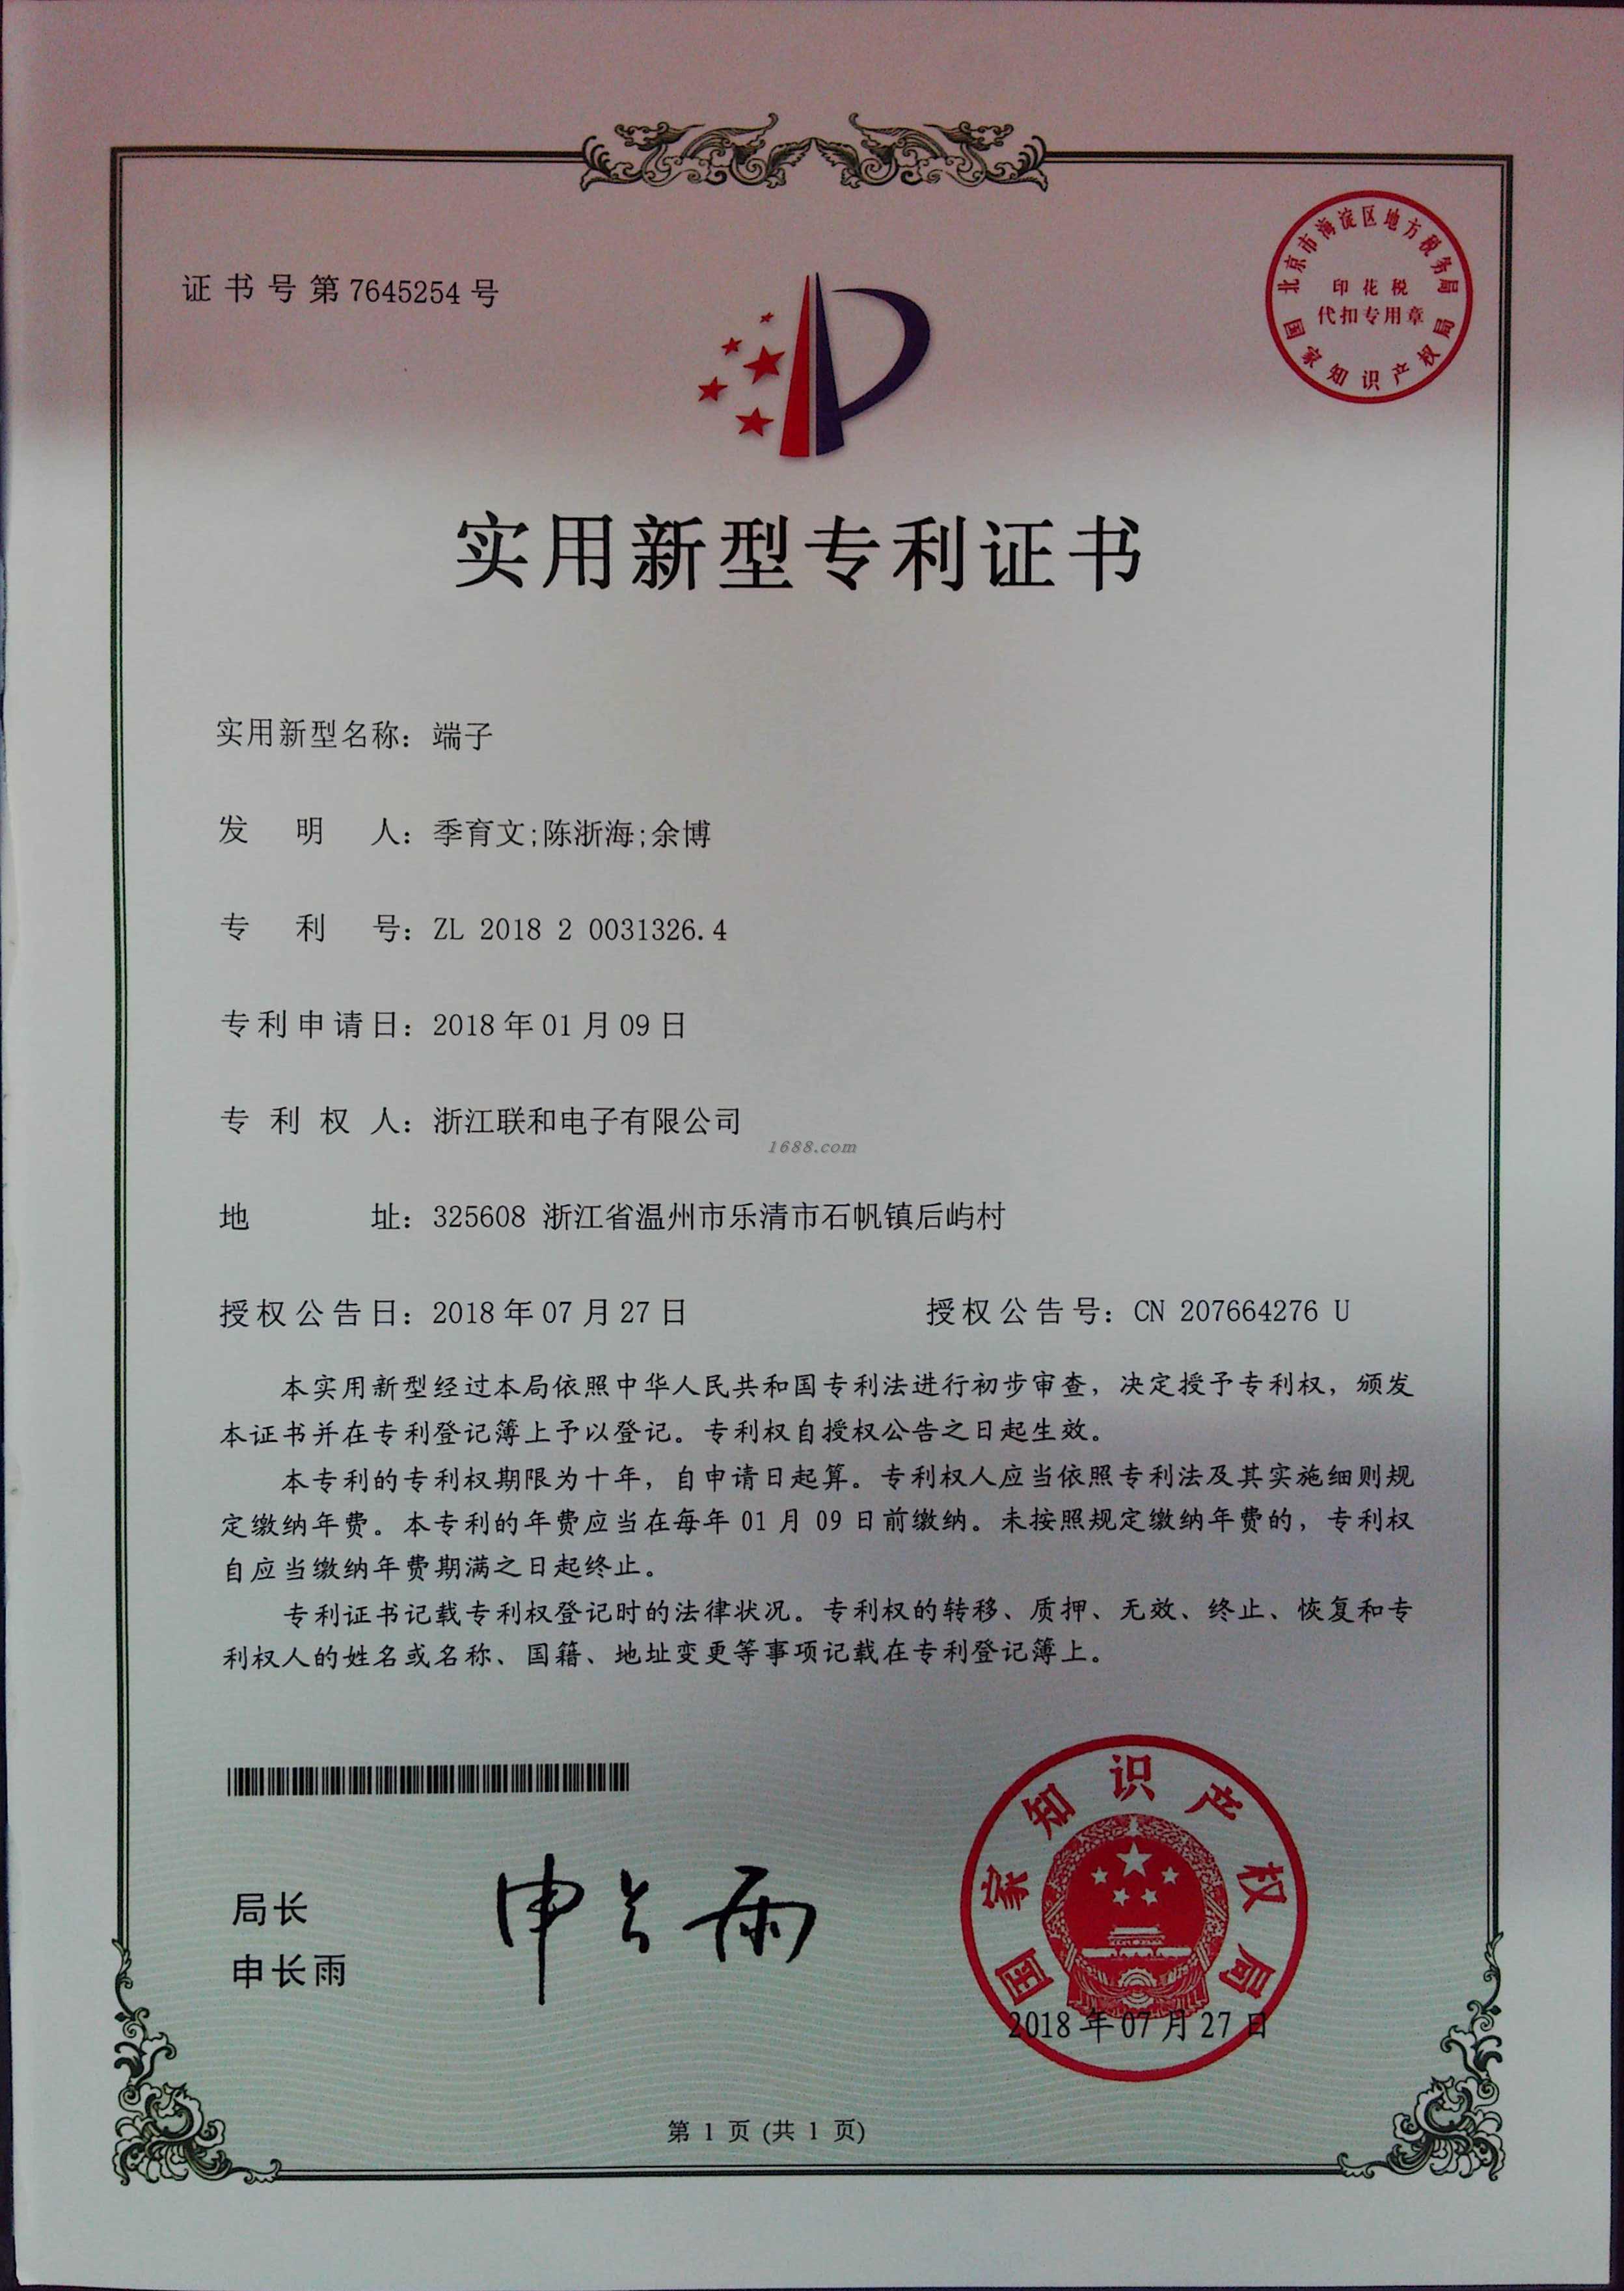 证书号第7645254号
北京市海淀区地方税务局
印花税
代扣专用章
国家知识产权局
实用新型专利证书
实用新型名称：端子
发明人：季育文;陈浙海;余博
专利号：ZL 2018 2 0031326.4
专利申请日：2018年01月09日
专利权人：浙江联和电子有限公司
1688.com
地址：325608 浙江省温州市乐清市石帆镇后屿村
授权公告日：2018年07月27日 授权公告号：CN 207664276 U
本实用新型经过本局依照中华人民共和国专利法进行初步审查，决定授予专利权，颁发
本证书并在专利登记簿上予以登记。专利权自授权公告之日起生效。
本专利的专利权期限为十年，自申请日起算。专利权人应当依照专利法及其实施细则规
定缴纳年费。本专利的年费应当在每年01月09日前缴纳。未按照规定缴纳年费的，专利权
自应当缴纳年费期满之日起终止。
专利证书记载专利权登记时的法律状况。专利权的转移、质押、无效、终止、恢复和专
利权人的姓名或名称、国籍、地址变更等事项记载在专利登记簿上。
局长
申长雨
申长雨
国家知识产权局
2018年07月27日
第 1 页 (共 1 页)